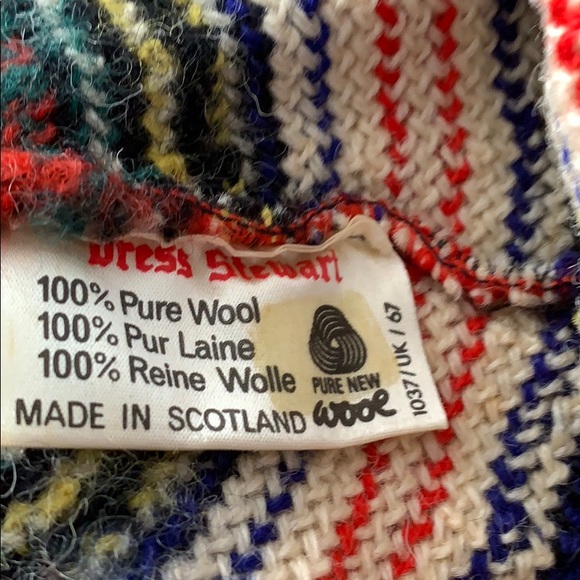 Dress Stewart
100% Pure Wool
100% Pur Laine
100% Reine Wolle
MADE IN SCOTLAND
PURE NEW
wool
1037/UK/67